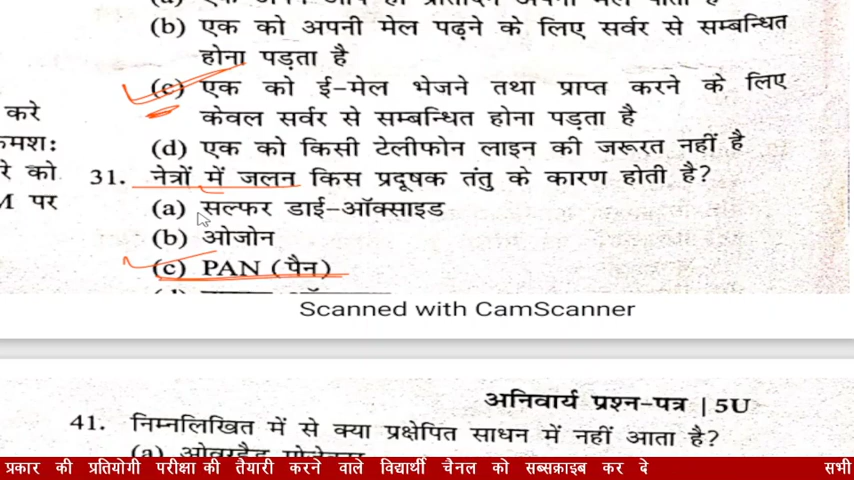 (b) एक को अपनी मेल पढ़ने के लिए सर्वर से सम्बन्धित
होना पड़ता है
(c) एक को ई-मेल भेजने तथा प्राप्त करने के लिए
केवल सर्वर से सम्बन्धित होना पड़ता है
(d) एक को किसी टेलीफोन लाइन की जरूरत नहीं है
करे
रे को
M पर
31. नेत्रों में जलन किस प्रदूषक तंतु के कारण होती है?
(a) सल्फर डाई-ऑक्साइड
(b) ओजोन
(c) PAN (पैन)
Scanned with CamScanner
अनिवार्य प्रश्न-पत्र | 5U
41. निम्नलिखित में से क्या प्रक्षेपित साधन में नहीं आता है?
प्रकार की प्रतियोगी परीक्षा की तैयारी करने वाले विद्यार्थी चैनल को सब्सक्राइब कर दे सभी